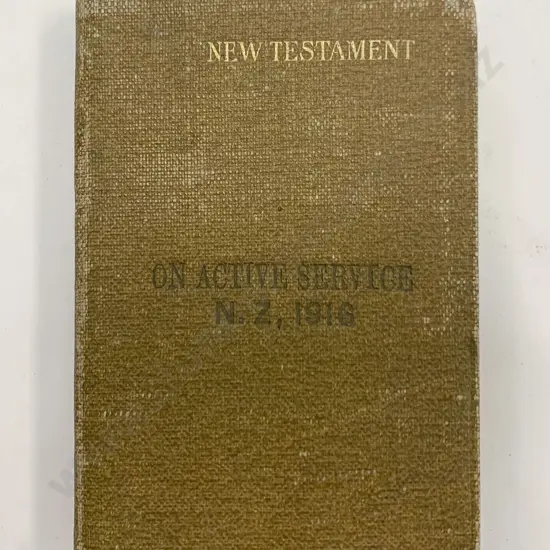 NEW TESTAMENT
ON ACTIVE SERVICE
N. Z, 1916